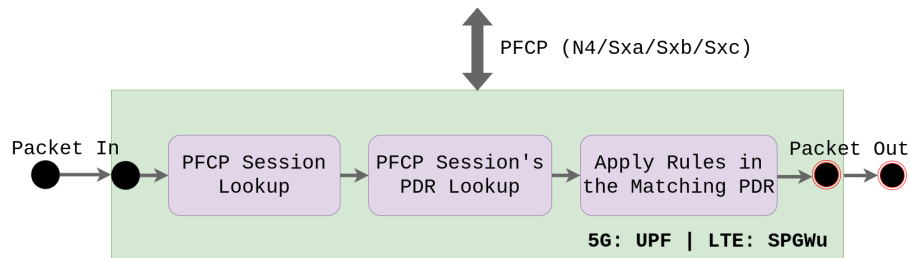 PFCP (N4/Sxa/Sxb/Sxc)
Packet In
PFCP Session
Lookup
PFCP Session's
PDR Lookup
Apply Rules in
the Matching PDR
Packet Out
5G: UPF | LTE: SPGWu